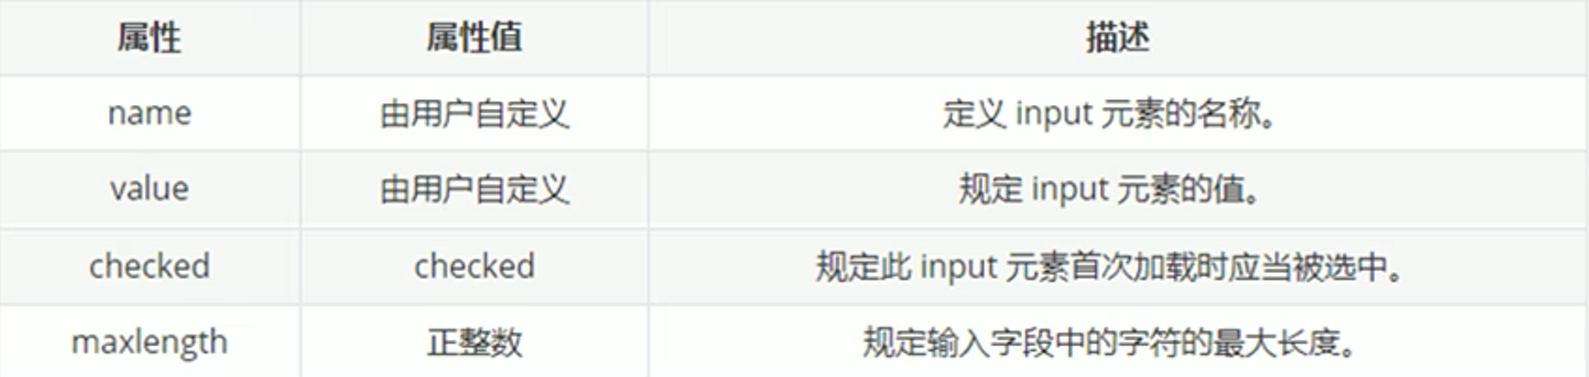 属性 属性值 描述
name 由用户自定义 定义 input 元素的名称。
value 由用户自定义 规定 input 元素的值。
checked checked 规定此 input 元素首次加载时应当被选中。
maxlength 正整数 规定输入字段中的字符的最大长度。